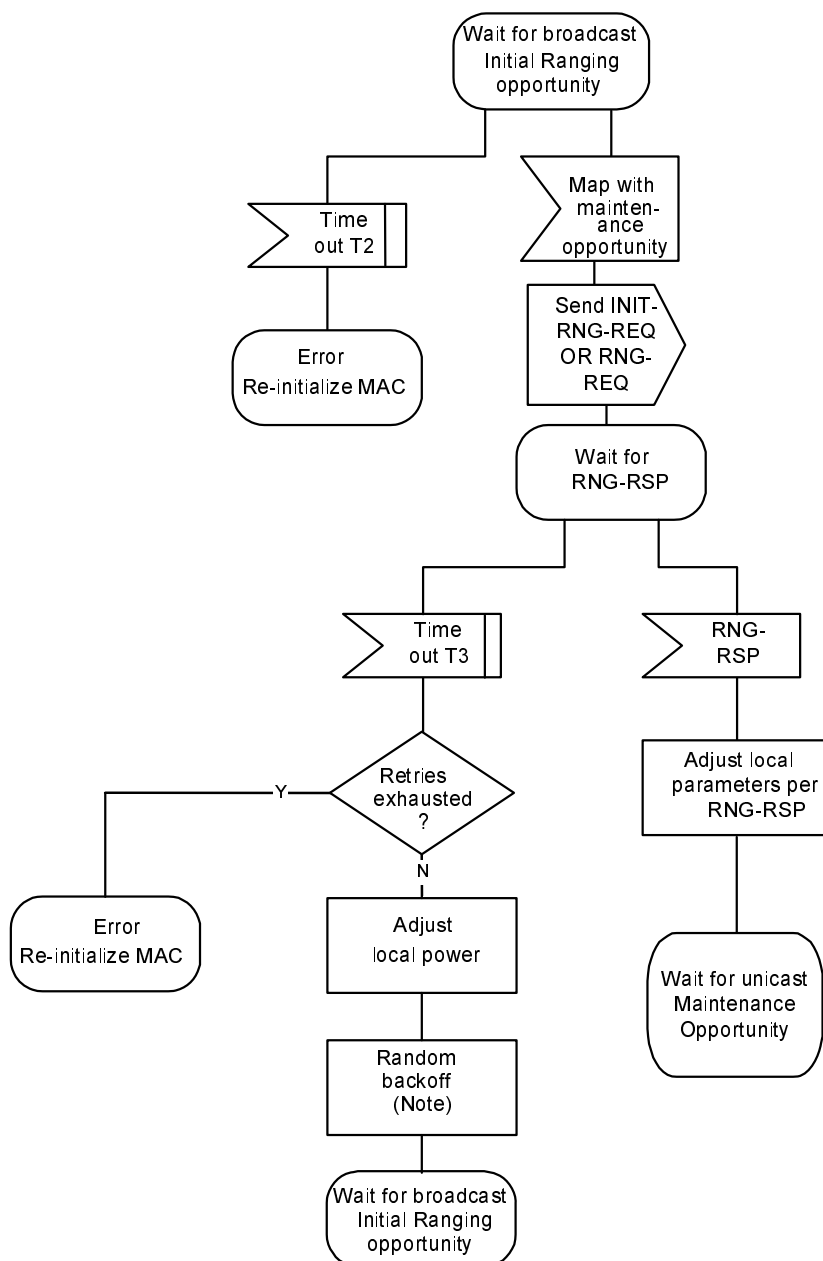 Wait for broadcast
Initial Ranging
opportunity
Time
out T2
Map with
mainten-
ance
opportunity
Error
Re-initialize MAC
Send INIT-
RNG-REQ
OR RNG-
REQ
Wait for
RNG-RSP
Time
out T3
RNG-
RSP
Retries
exhausted
?
Y
N
Adjust local
parameters per
RNG-RSP
Error
Re-initialize MAC
Adjust
local power
Wait for unicast
Maintenance
Opportunity
Random
backoff
(Note)
Wait for broadcast
Initial Ranging
opportunity